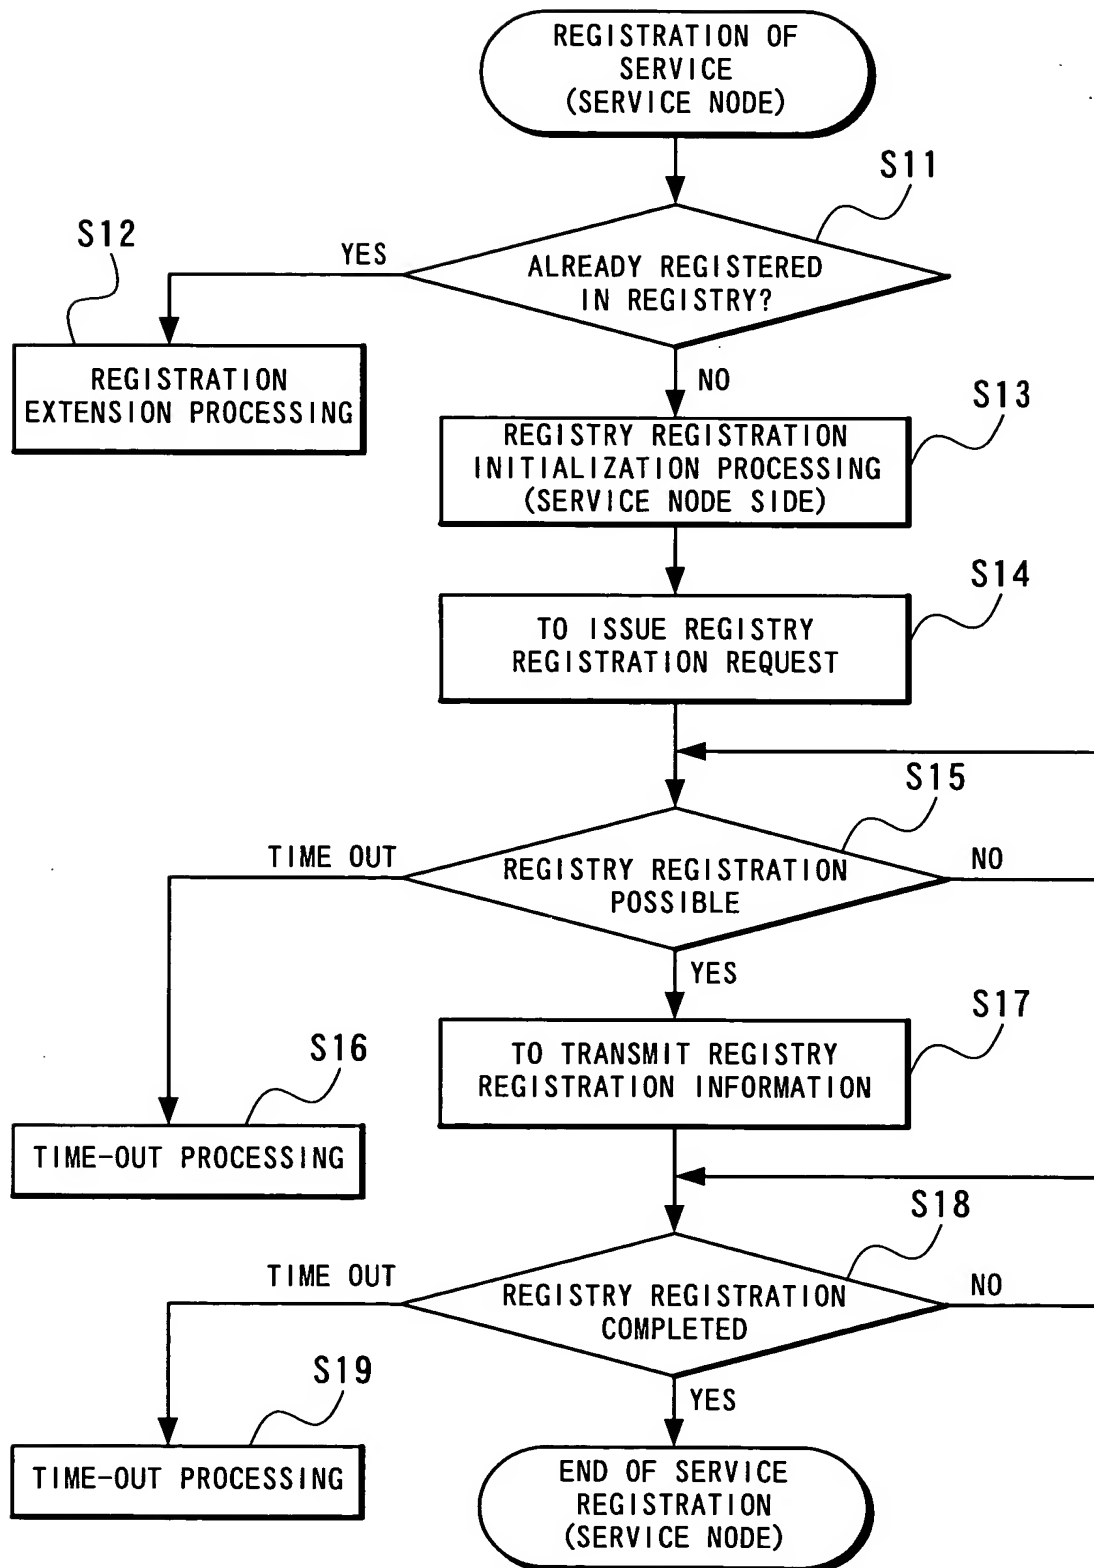 REGISTRATION OF
SERVICE
(SERVICE NODE)
S11
S12
YES
ALREADY REGISTERED
IN REGISTRY?
REGISTRATION
EXTENSION PROCESSING
NO
S13
REGISTRY REGISTRATION
INITIALIZATION PROCESSING
(SERVICE NODE SIDE)
S14
TO ISSUE REGISTRY
REGISTRATION REQUEST
S15
TIME OUT
REGISTRY REGISTRATION
POSSIBLE
NO
YES
S17
S16
TO TRANSMIT REGISTRY
REGISTRATION INFORMATION
TIME-OUT PROCESSING
S18
TIME OUT
REGISTRY REGISTRATION
COMPLETED
NO
S19
YES
TIME-OUT PROCESSING
END OF SERVICE
REGISTRATION
(SERVICE NODE)